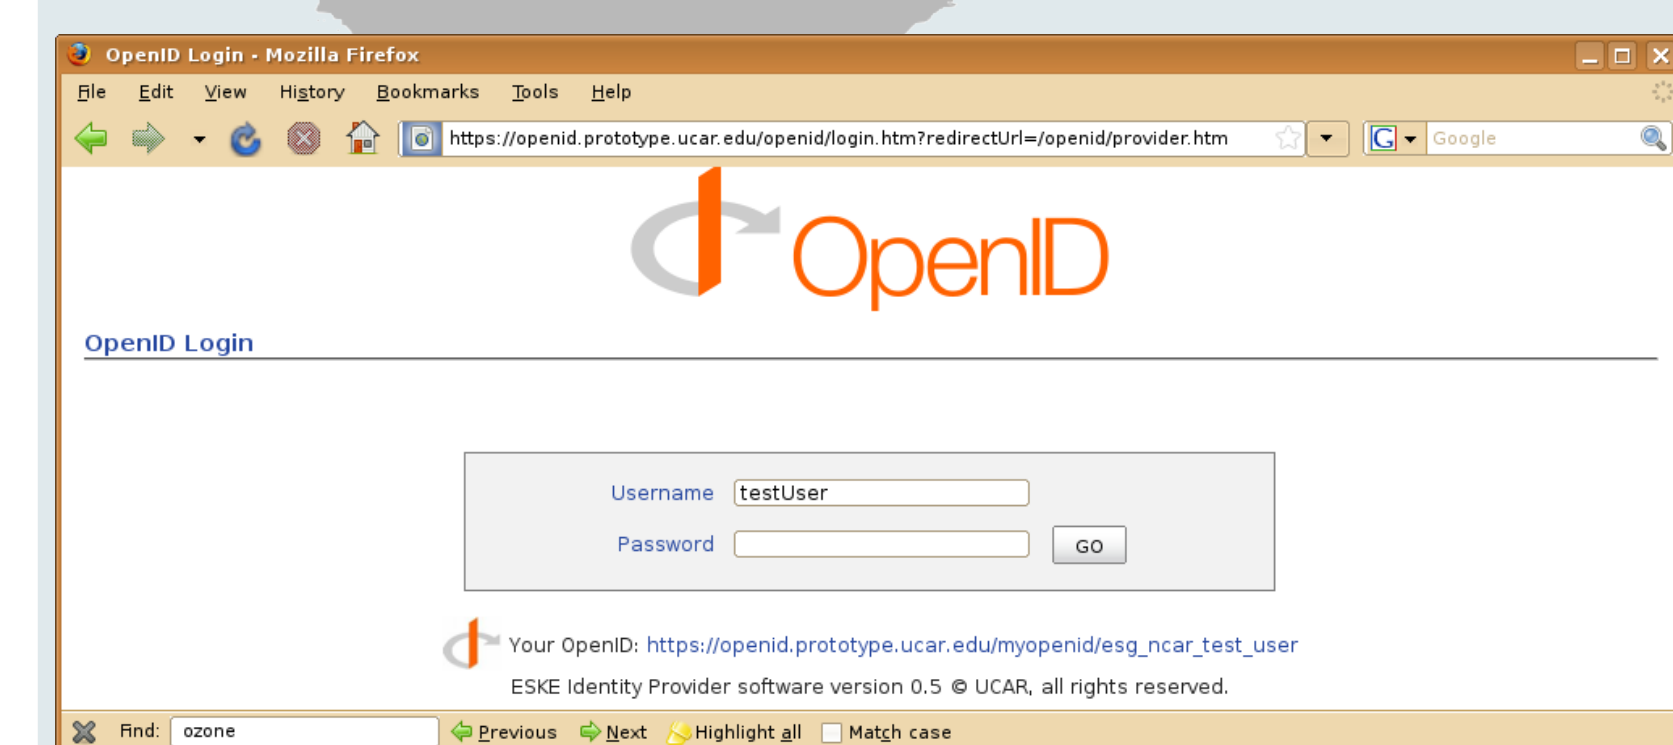 OpenID Login - Mozilla Firefox
File Edit View History Bookmarks Tools Help
https://openid.prototype.ucar.edu/openid/login.htm?redirectUrl=/openid/provider.htm G Google
OpenID
OpenID Login
Username testUser
Password GO
Your OpenID: https://openid.prototype.ucar.edu/myopenid/esg_ncar_test_user
ESKE Identity Provider software version 0.5 © UCAR, all rights reserved.
Find: ozone Previous Next Highlight all Match case